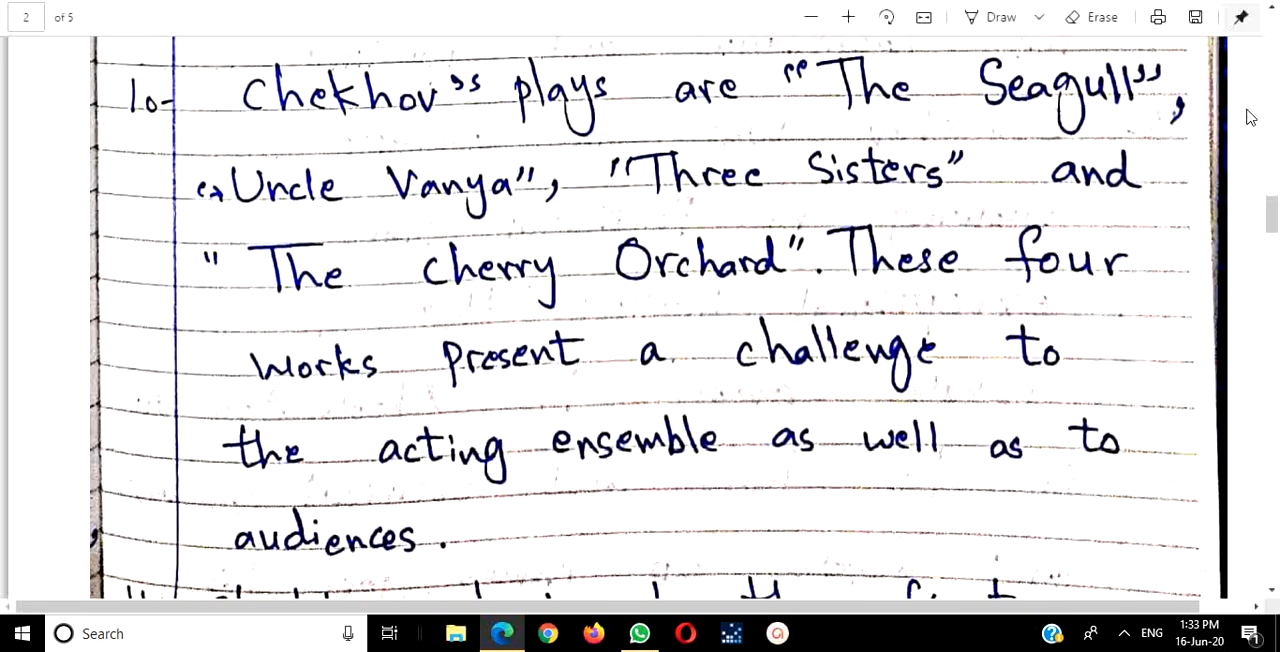 2 of 5 Draw Erase
10- Chekhov"s plays are "The Seagull",
"Uncle Vanya", "Three Sisters" and
"The Cherry Orchard". These four
works present a challenge to
the acting ensemble as well as to
audiences.
Search ENG 1:33 PM
16-Jun-20
1